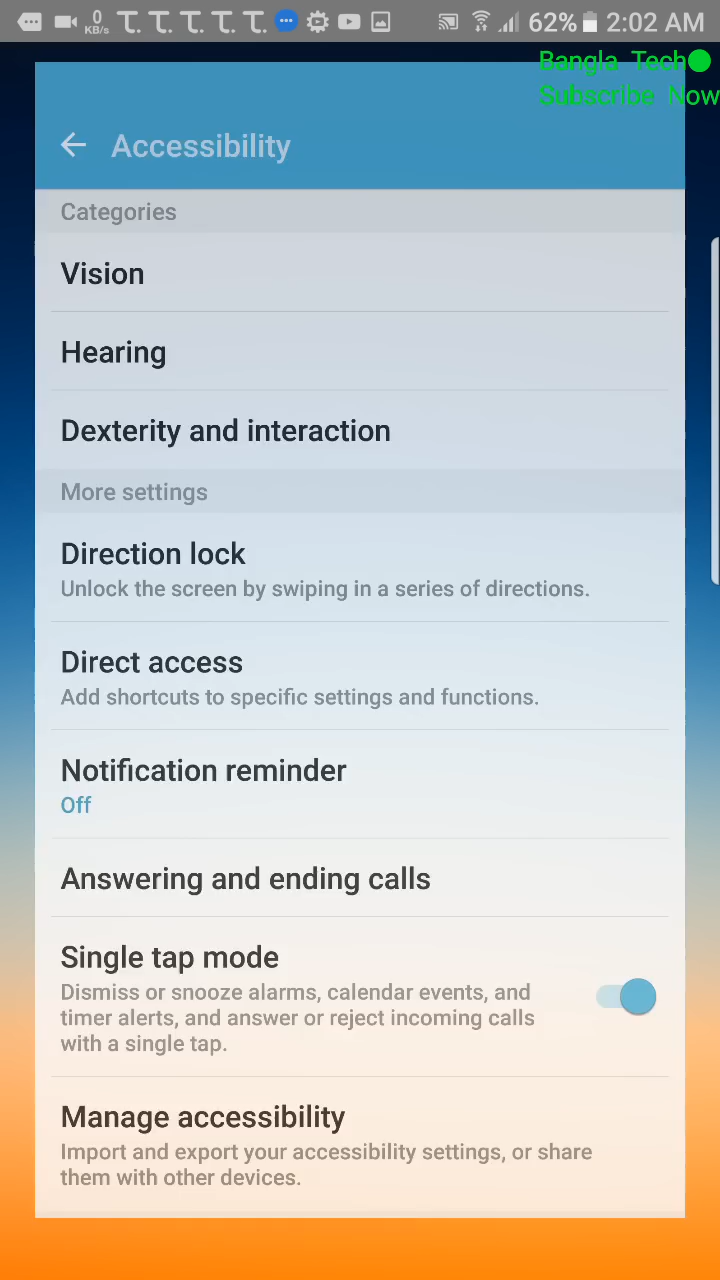 0
KB/s
62%
2:02 AM
Bangla Tech
Subscribe Now
Accessibility
Categories
Vision
Hearing
Dexterity and interaction
More settings
Direction lock
Unlock the screen by swiping in a series of directions.
Direct access
Add shortcuts to specific settings and functions.
Notification reminder
Off
Answering and ending calls
Single tap mode
Dismiss or snooze alarms, calendar events, and
timer alerts, and answer or reject incoming calls
with a single tap.
Manage accessibility
Import and export your accessibility settings, or share
them with other devices.